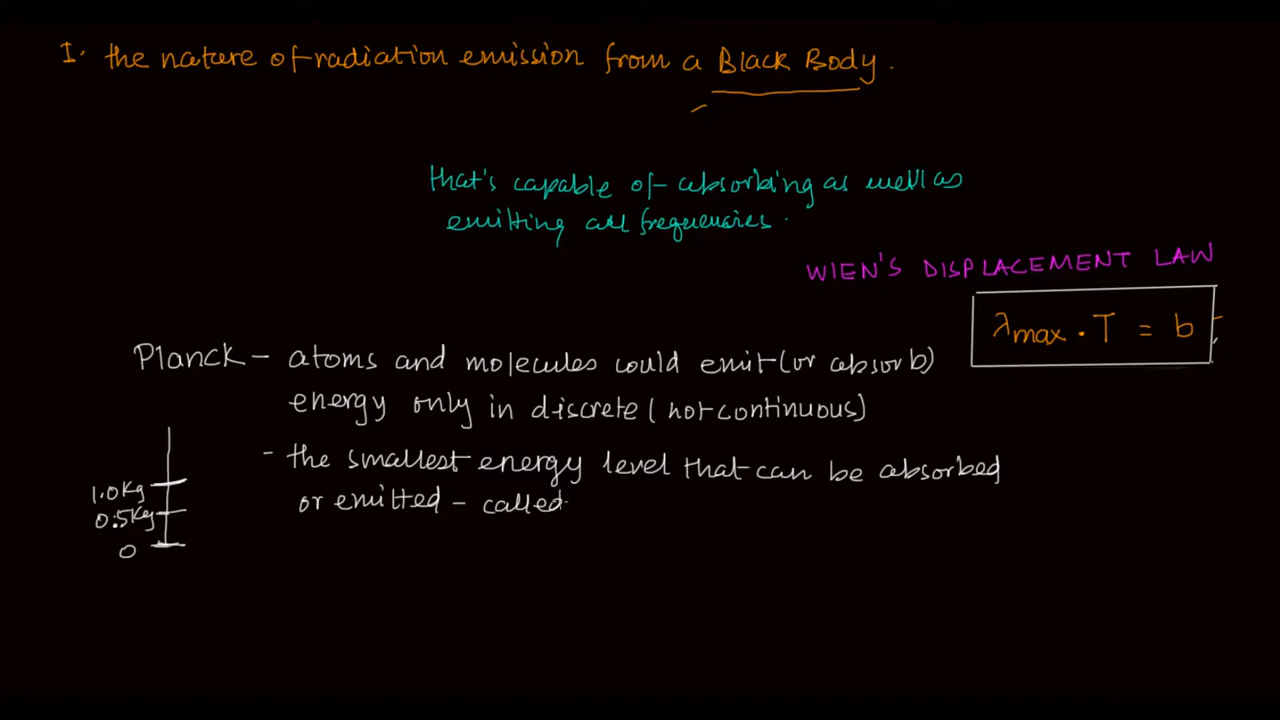 I. the nature of radiation emission from a Black Body.
that's capable of absorbing as well as
emitting all frequencies.
WIEN'S DISPLACEMENT LAW
λmax · T = b
Planck – atoms and molecules could emit (or absorb)
energy only in discrete (not continuous)
- the smallest energy level that can be absorbed
or emitted – called
1.0Kg
0.5Kg
0